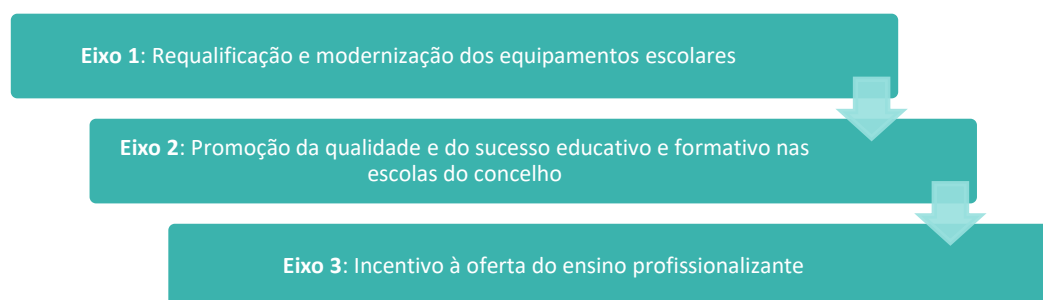 Eixo 1: Requalificação e modernização dos equipamentos escolares
Eixo 2: Promoção da qualidade e do sucesso educativo e formativo nas
escolas do concelho
Eixo 3: Incentivo à oferta do ensino profissionalizante